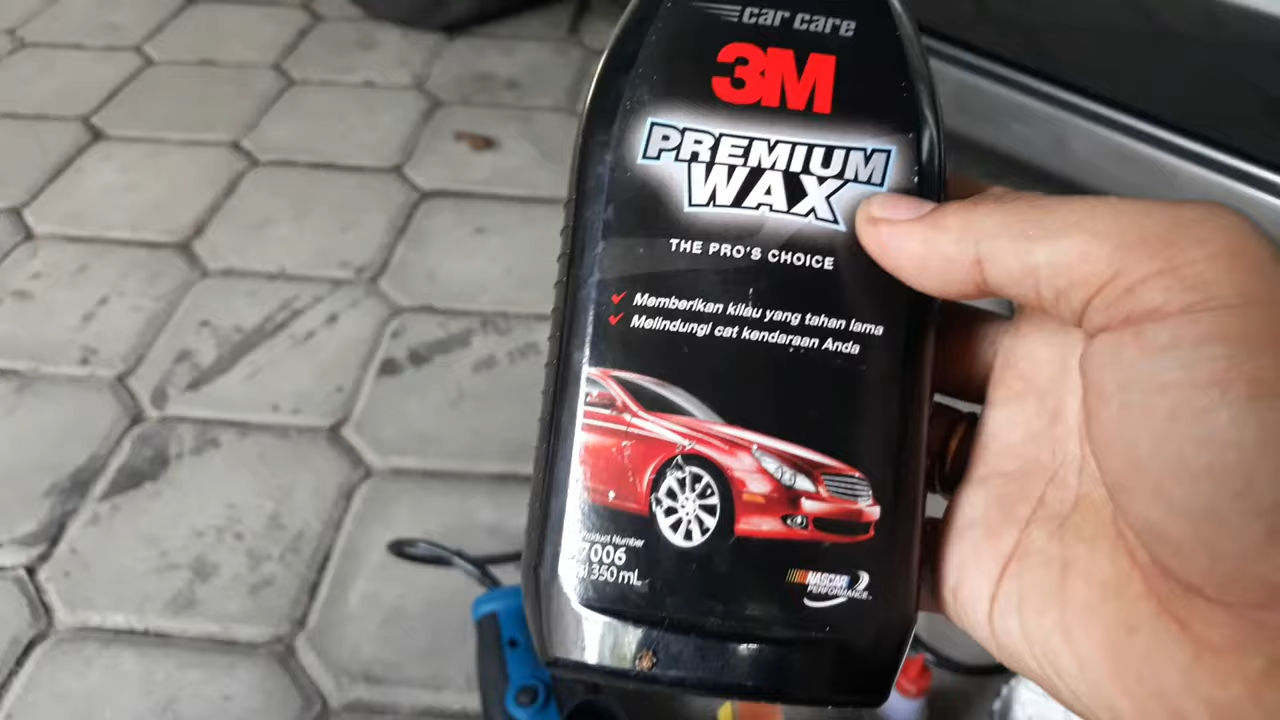 car care
3M
PREMIUM
WAX
THE PRO'S CHOICE
Memberikan kilau yang tahan lama
Melindungi cat kendaraan Anda
Product Number
7006
350 mL
NASCAR
PERFORMANCE